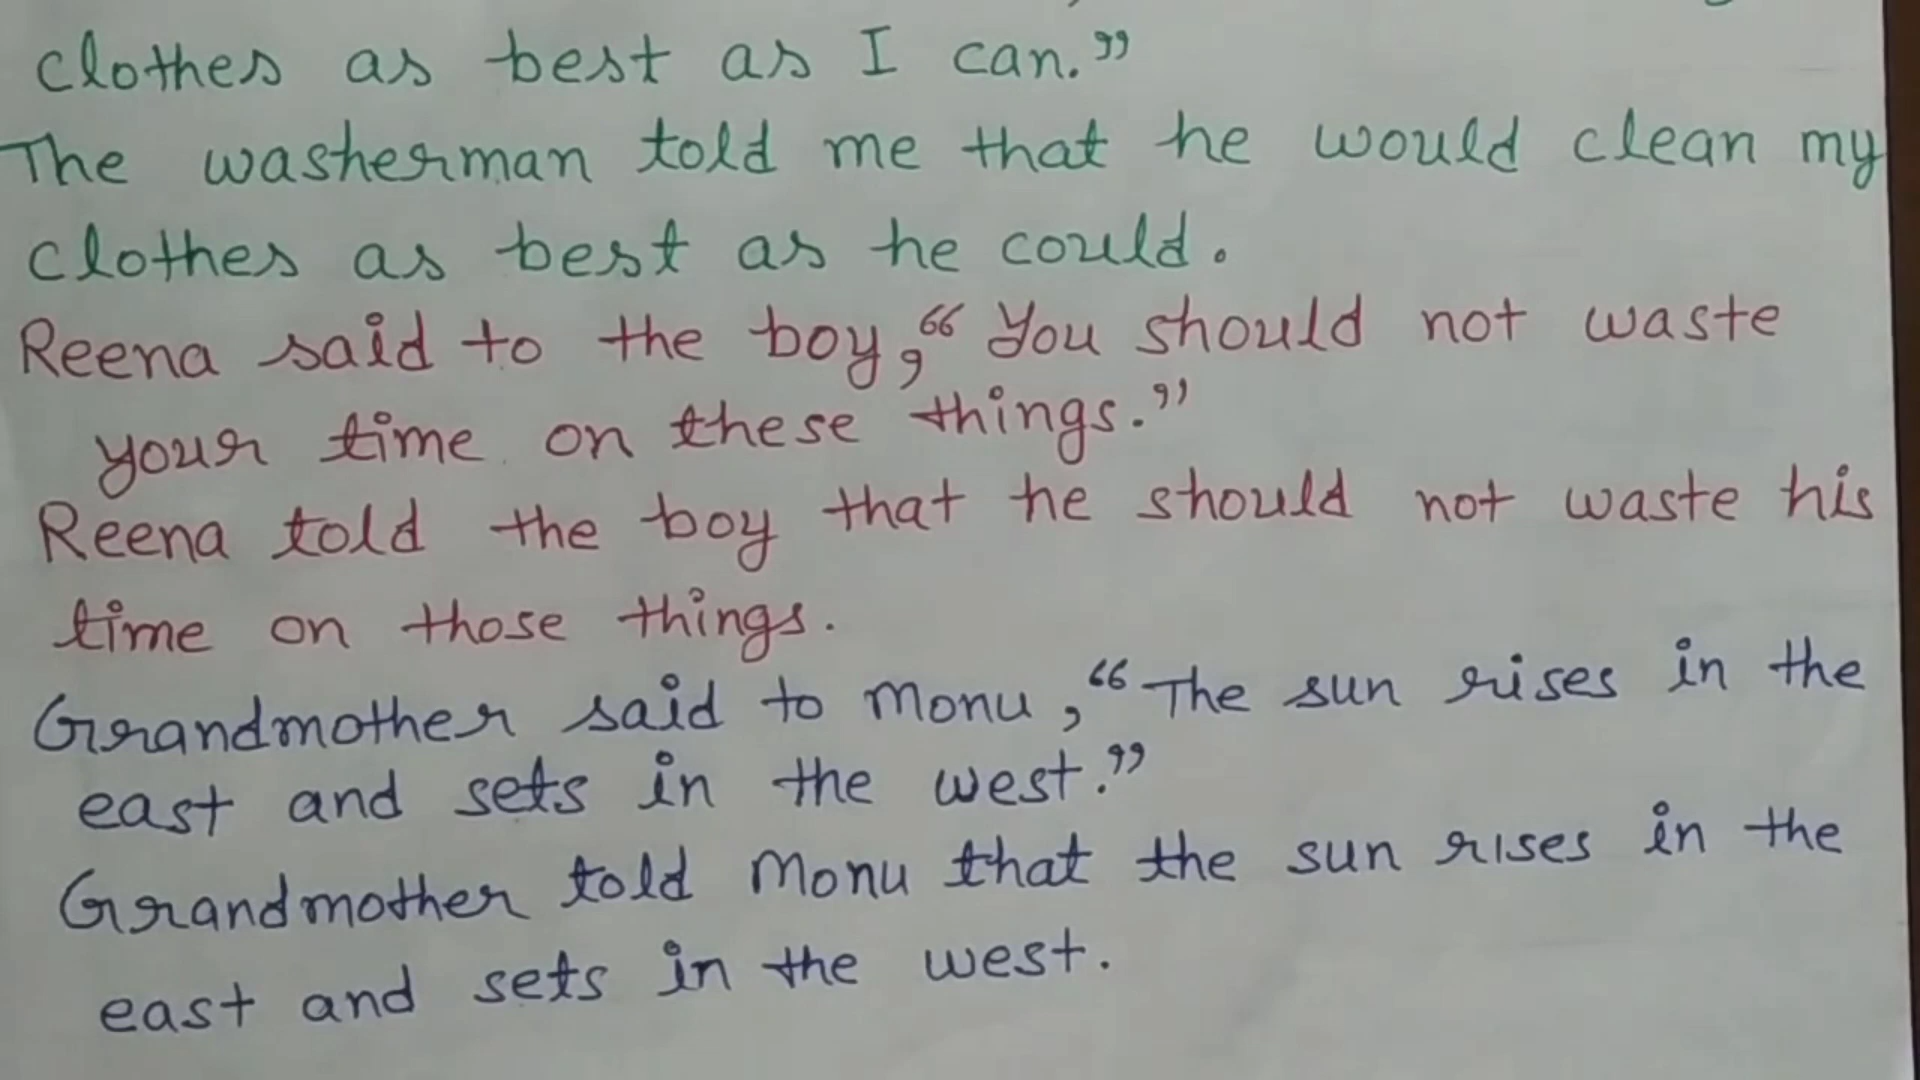 clothes as best as I can."
The washerman told me that he would clean my
clothes as best as he could.
Reena said to the boy, "You should not waste
your time on these things."
Reena told the boy that he should not waste his
time on those things.
Grandmother said to Monu, "The sun rises in the
east and sets in the west."
Grandmother told Monu that the sun rises in the
east and sets in the west.